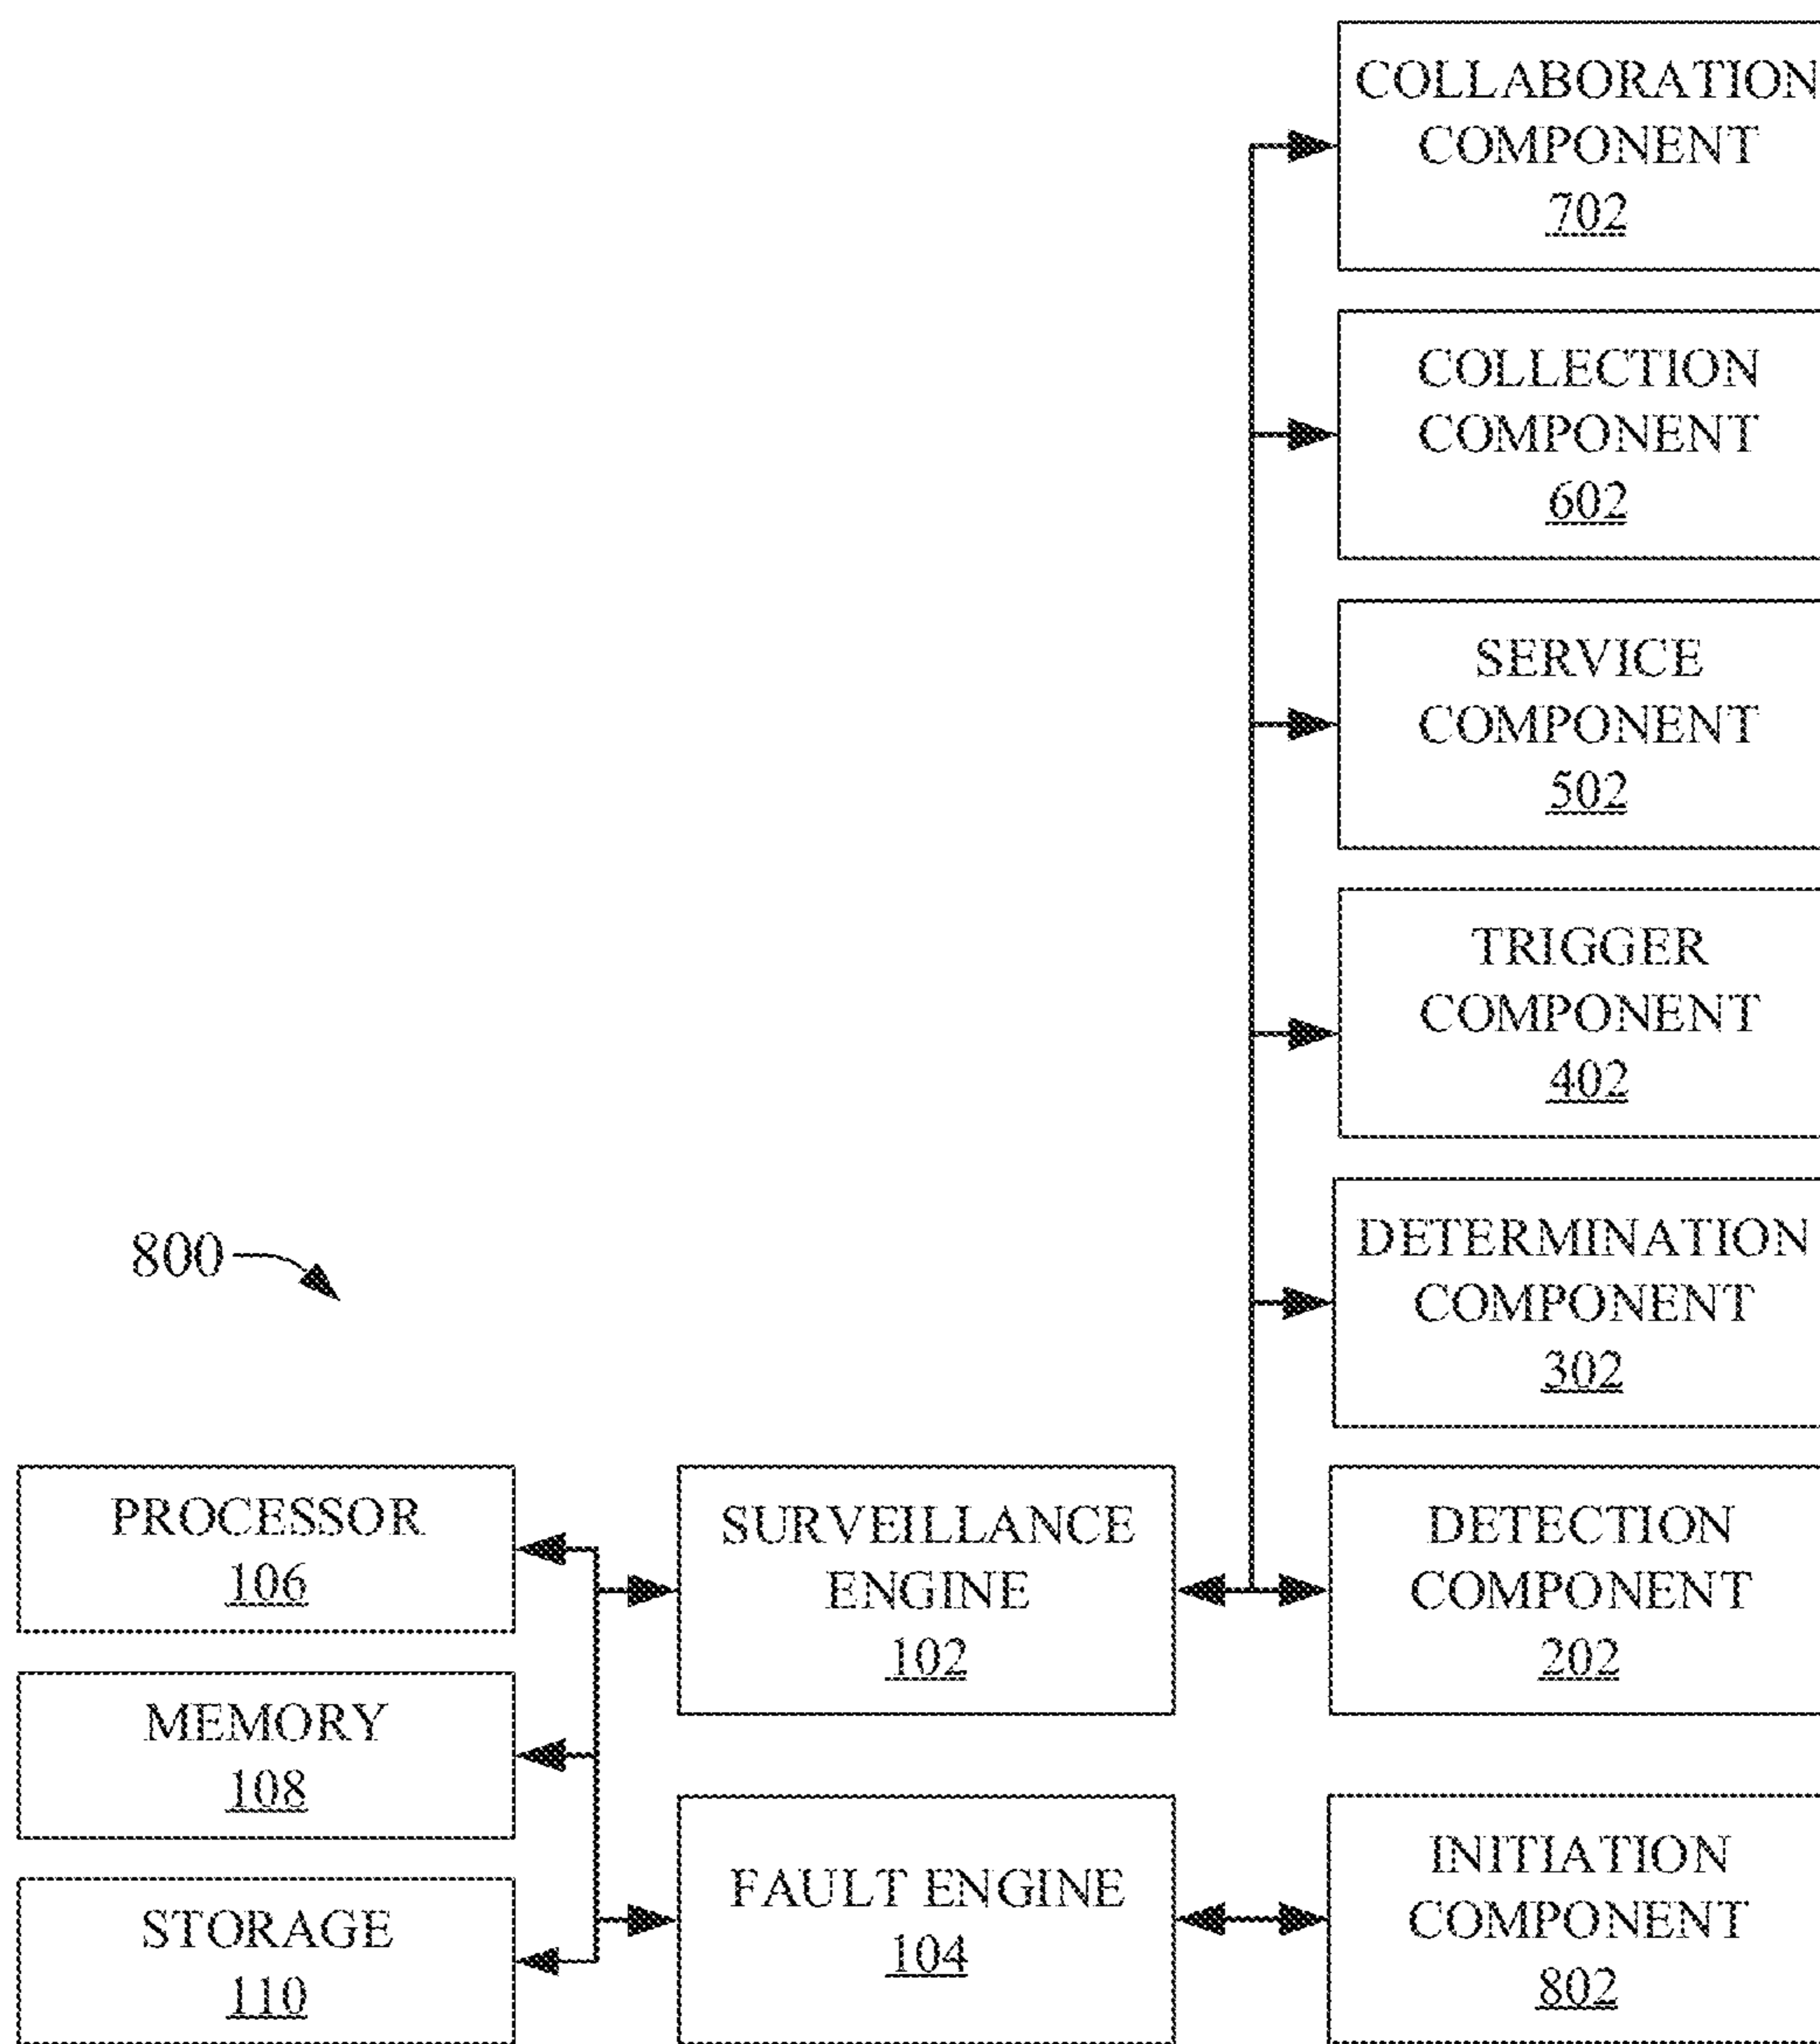 COLLABORATION
COMPONENT
702
COLLECTION
COMPONENT
602
SERVICE
COMPONENT
502
TRIGGER
COMPONENT
402
DETERMINATION
COMPONENT
302
800
PROCESSOR
106
SURVEILLANCE
ENGINE
102
DETECTION
COMPONENT
202
MEMORY
108
FAULT ENGINE
104
INITIATION
COMPONENT
802
STORAGE
110